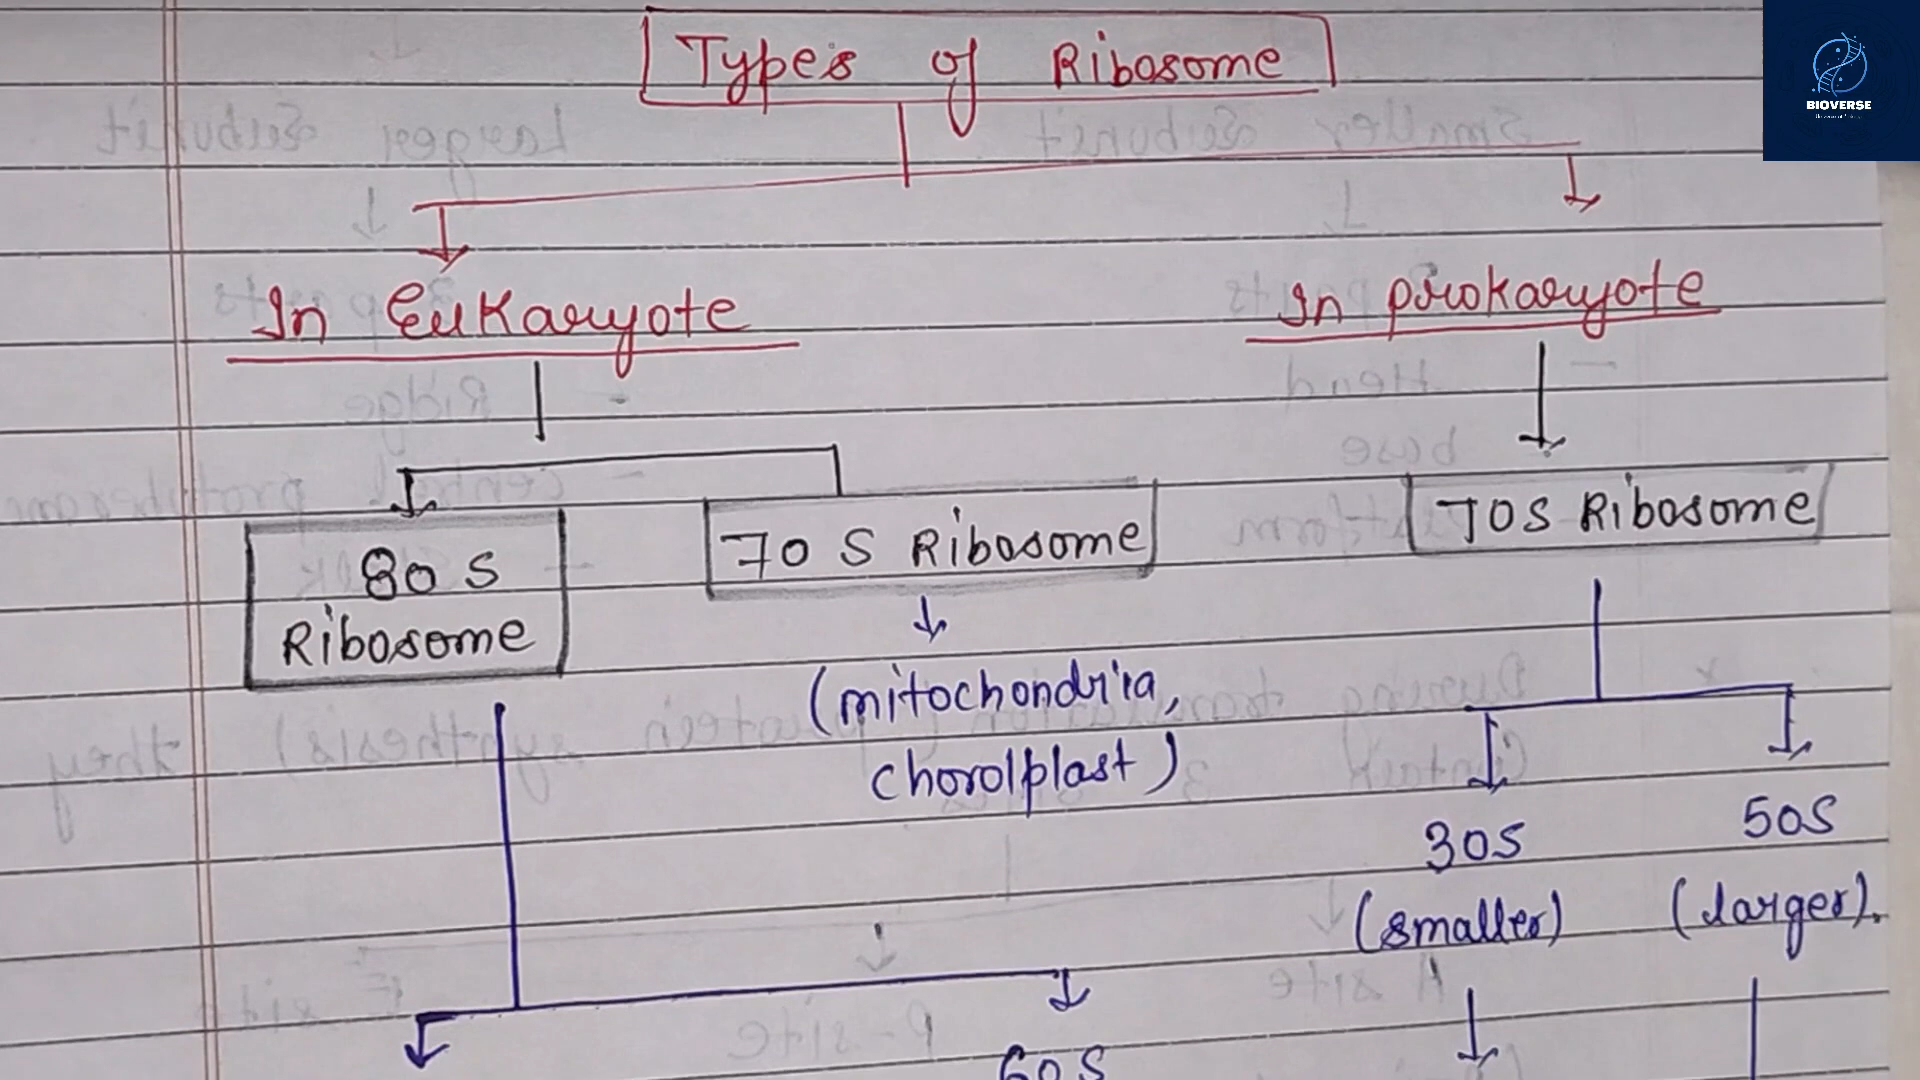 Types of Ribosome
BIOVERSE
In Eukaryote
In prokaryote
80 S
Ribosome
70 S Ribosome
70S Ribosome
(mitochondria,
chorolplast)
30S
(smaller)
50S
(larger).
60S